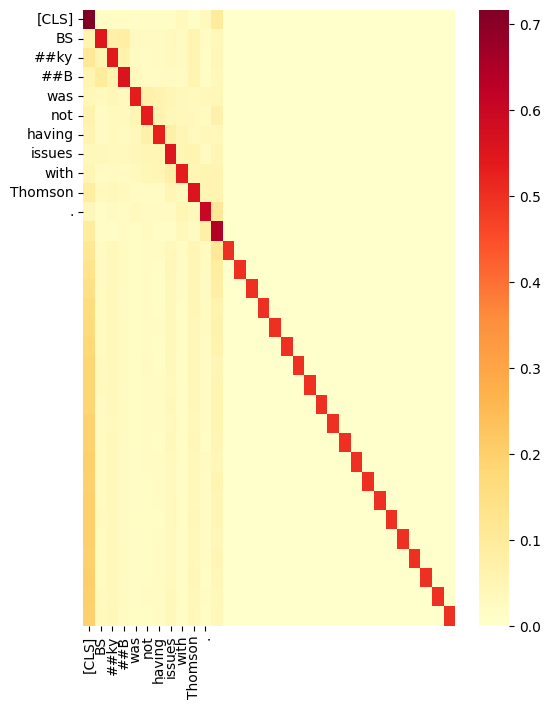 [CLS]
BS
##ky
##B
was
not
having
issues
with
Thomson
.
0.7
0.6
0.5
0.4
0.3
0.2
0.1
0.0
[CLS]
BS
##ky
##B
was
not
having
issues
with
Thomson
.